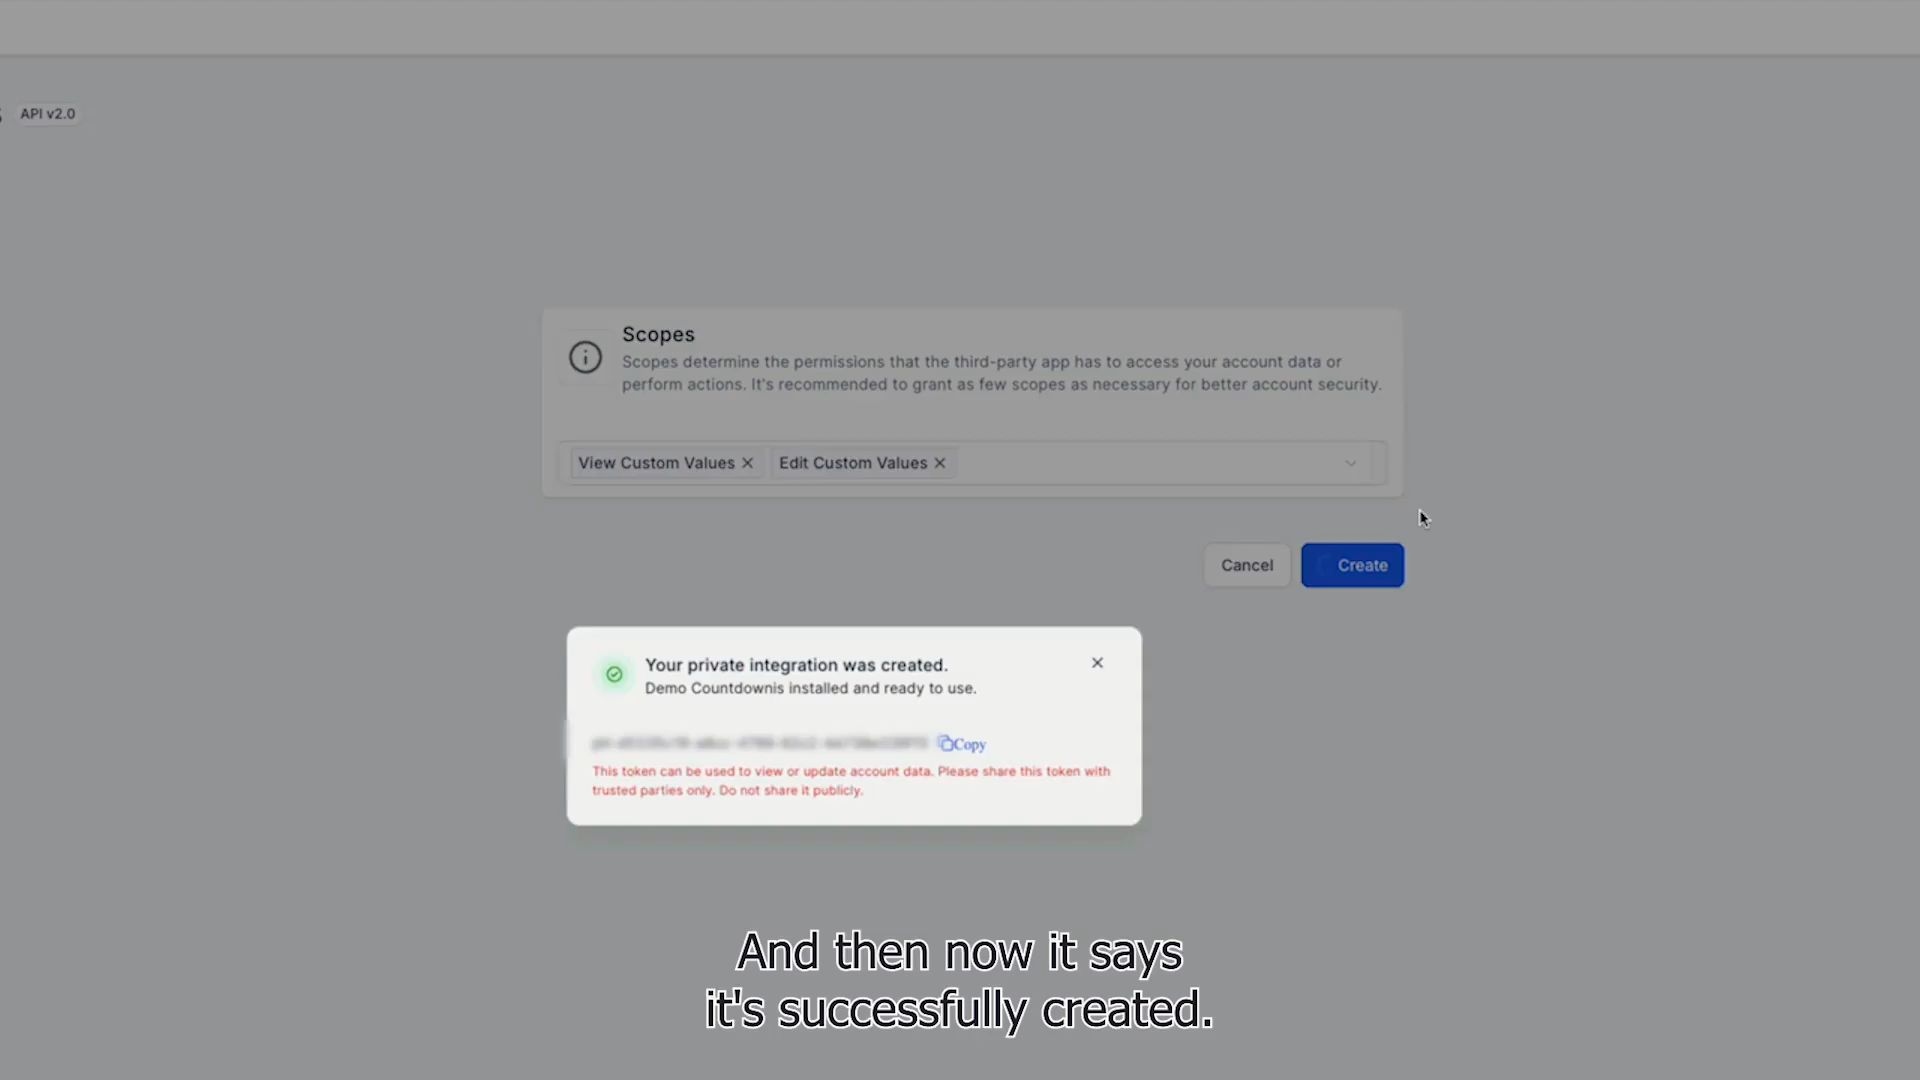 API v2.0
Scopes
Scopes determine the permissions that the third-party app has to access your account data or
perform actions. It's recommended to grant as few scopes as necessary for better account security.
View Custom Values Edit Custom Values
Cancel Create
Your private integration was created.
Demo Countdownis installed and ready to use.
Copy
This token can be used to view or update account data. Please share this token with
trusted parties only. Do not share it publicly.
And then now it says
it's successfully created.